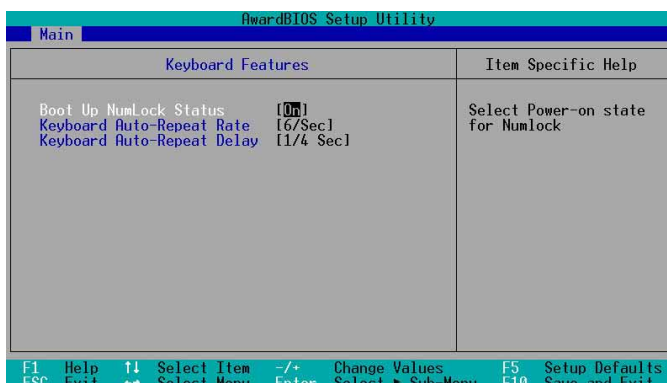 AwardBIOS Setup Utility
Main
Keyboard Features
Item Specific Help
Boot Up NumLock Status [On]
Keyboard Auto-Repeat Rate [6/Sec]
Keyboard Auto-Repeat Delay [1/4 Sec]
Select Power-on state
for Numlock
F1 Help ↑↓ Select Item -/+ Change Values F5 Setup Defaults
ESC Exit ↔ Select Menu Enter Select ► Sub-Menu F10 Save and Exit